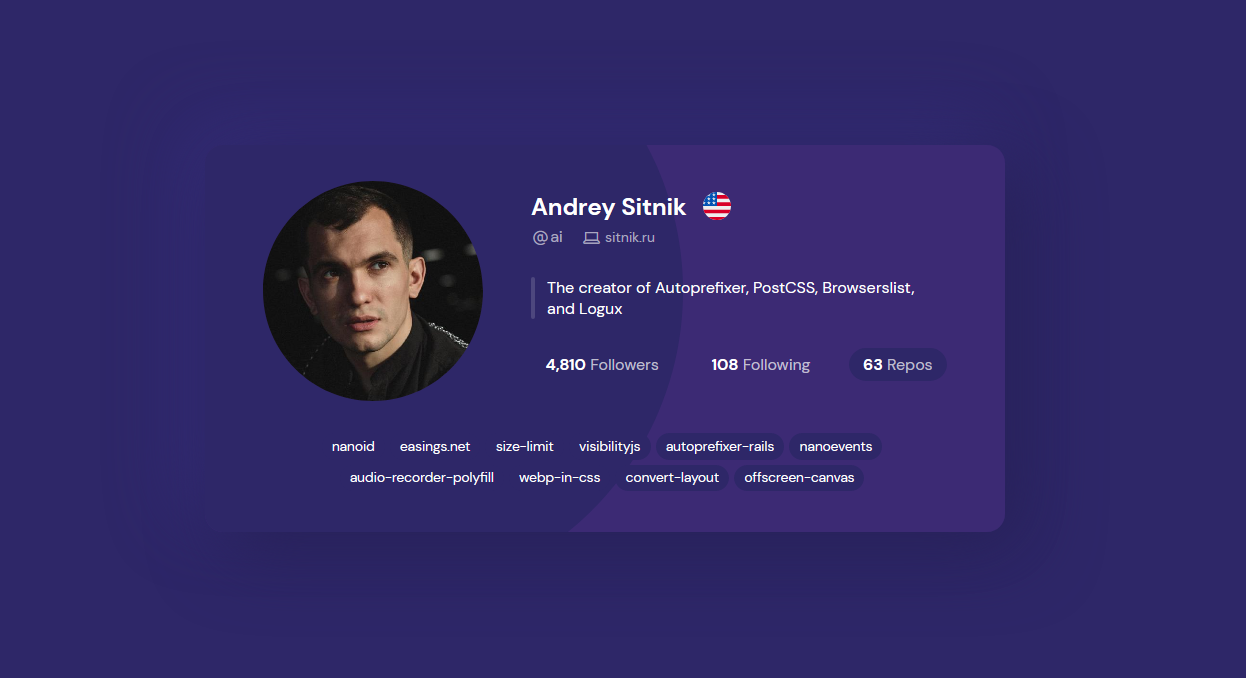 Andrey Sitnik
@ai sitnik.ru
The creator of Autoprefixer, PostCSS, Browserslist,
and Logux
4,810 Followers 108 Following 63 Repos
nanoid easings.net size-limit visibilityjs autoprefixer-rails nanoevents
audio-recorder-polyfill webp-in-css convert-layout offscreen-canvas